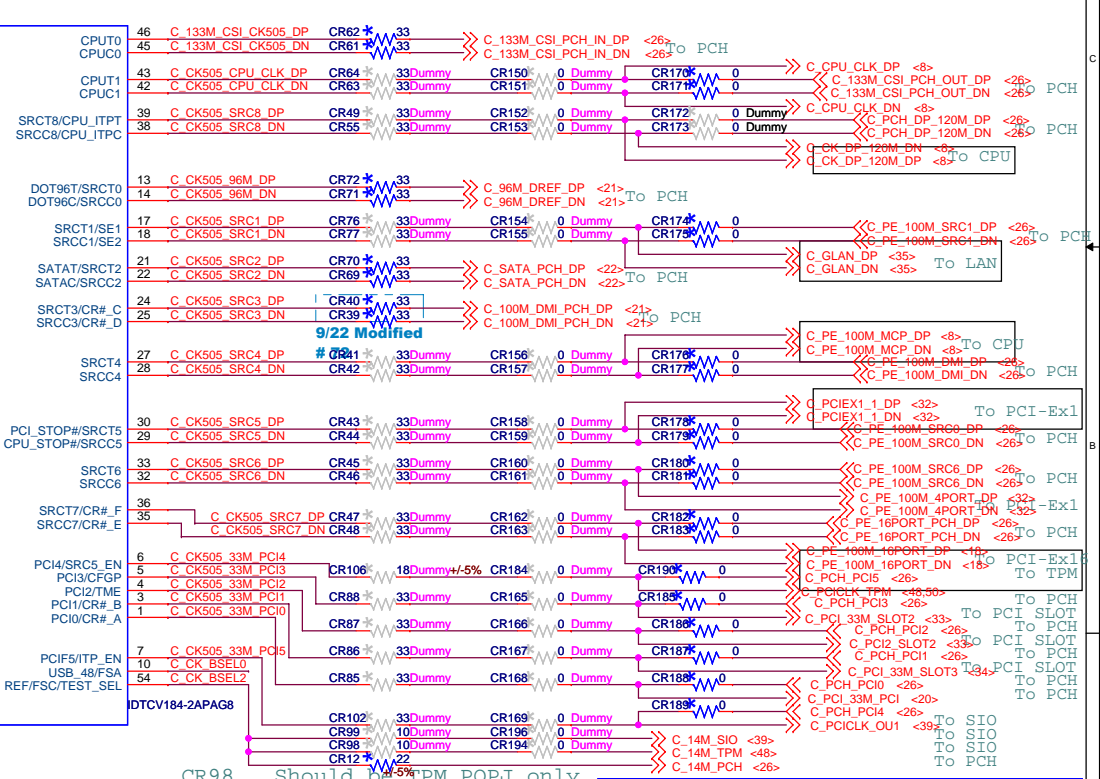 C
CPUT0 46 C_133M_CSI_CK505_DP CR62 * 33 C_133M_CSI_PCH_IN_DP <26>
CPUC0 45 C_133M_CSI_CK505_DN CR61 * 33 C_133M_CSI_PCH_IN_DN <26> To PCH
C_CPU_CLK_DP <8>
CPUT1 43 C_CK505_CPU_CLK_DP CR64 * 33Dummy CR150 * 0 Dummy CR170* 0 C_133M_CSI_PCH_OUT_DP <26>
CPUC1 42 C_CK505_CPU_CLK_DN CR63 * 33Dummy CR151 * 0 Dummy CR171* 0 C_133M_CSI_PCH_OUT_DN <26> To PCH
C_CPU_CLK_DN <8>
SRCT8/CPU_ITPT 39 C_CK505_SRC8_DP CR49 * 33Dummy CR152 * 0 Dummy CR172 * 0 Dummy C_PCH_DP_120M_DP <26>
SRCC8/CPU_ITPC 38 C_CK505_SRC8_DN CR55 * 33Dummy CR153 * 0 Dummy CR173 * 0 Dummy C_PCH_DP_120M_DN <26> To PCH
C_CK_DP_120M_DN <8>
C_CK_DP_120M_DP <8> To CPU
DOT96T/SRCT0 13 C_CK505_96M_DP CR72 * 33 C_96M_DREF_DP <21>
DOT96C/SRCC0 14 C_CK505_96M_DN CR71 * 33 C_96M_DREF_DN <21> To PCH
SRCT1/SE1 17 C_CK505_SRC1_DP CR76 * 33Dummy CR154 * 0 Dummy CR174* 0 C_PE_100M_SRC1_DP <26>
SRCC1/SE2 18 C_CK505_SRC1_DN CR77 * 33Dummy CR155 * 0 Dummy CR175* 0 C_PE_100M_SRC1_DN <26> To PCH
C_GLAN_DP <35>
C_GLAN_DN <35> To LAN
SATAT/SRCT2 21 C_CK505_SRC2_DP CR70 * 33 C_SATA_PCH_DP <22>
SATAC/SRCC2 22 C_CK505_SRC2_DN CR69 * 33 C_SATA_PCH_DN <22> To PCH
SRCT3/CR#_C 24 C_CK505_SRC3_DP CR40 * 33 C_100M_DMI_PCH_DP <21>
SRCC3/CR#_D 25 C_CK505_SRC3_DN CR39 * 33 C_100M_DMI_PCH_DN <21> To PCH
9/22 Modified
# 72
C_PE_100M_MCP_DP <8>
C_PE_100M_MCP_DN <8> To CPU
SRCT4 27 C_CK505_SRC4_DP CR41 * 33Dummy CR156 * 0 Dummy CR176* 0 C_PE_100M_DMI_DP <26>
SRCC4 28 C_CK505_SRC4_DN CR42 * 33Dummy CR157 * 0 Dummy CR177* 0 C_PE_100M_DMI_DN <26> To PCH
C_PCIEX1_1_DP <32>
C_PCIEX1_1_DN <32> To PCI-Ex1
PCI_STOP#/SRCT5 30 C_CK505_SRC5_DP CR43 * 33Dummy CR158 * 0 Dummy CR178* 0 C_PE_100M_SRC0_DP <26>
CPU_STOP#/SRCC5 29 C_CK505_SRC5_DN CR44 * 33Dummy CR159 * 0 Dummy CR179* 0 C_PE_100M_SRC0_DN <26> To PCH
B
SRCT6 33 C_CK505_SRC6_DP CR45 * 33Dummy CR160 * 0 Dummy CR180* 0 C_PE_100M_SRC6_DP <26>
SRCC6 32 C_CK505_SRC6_DN CR46 * 33Dummy CR161 * 0 Dummy CR181* 0 C_PE_100M_SRC6_DN <26> To PCH
C_PE_100M_4PORT_DP <32>
C_PE_100M_4PORT_DN <32> To PCI-Ex1
SRCT7/CR#_F 36 C_CK505_SRC7_DP CR47 * 33Dummy CR162 * 0 Dummy CR182* 0 C_PE_16PORT_PCH_DP <26>
SRCC7/CR#_E 35 C_CK505_SRC7_DN CR48 * 33Dummy CR163 * 0 Dummy CR183* 0 C_PE_16PORT_PCH_DN <26> To PCH
C_PE_100M_16PORT_DP <18>
C_PE_100M_16PORT_DN <18> To PCI-Ex16
PCI4/SRC5_EN 6 C_CK505_33M_PCI4
PCI3/CFGP 5 C_CK505_33M_PCI3 CR106 * 18Dummy+/-5% CR184 * 0 Dummy CR190* 0 C_PCH_PCI5 <26> To TPM
PCI2/TME 4 C_CK505_33M_PCI2 C_PCICLK_TPM <48,50>
PCI1/CR#_B 3 C_CK505_33M_PCI1 CR88 * 33Dummy CR165 * 0 Dummy CR185* 0 C_PCH_PCI3 <26> To PCH
PCI0/CR#_A 1 C_CK505_33M_PCI0 C_PCI_33M_SLOT2 <33> To PCI SLOT
CR87 * 33Dummy CR166 * 0 Dummy CR186* 0 C_PCH_PCI2 <26> To PCH
C_PCI2_SLOT2 <33> To PCI SLOT
PCIF5/ITP_EN 7 C_CK505_33M_PCI5 CR86 * 33Dummy CR167 * 0 Dummy CR187* 0 C_PCH_PCI1 <26> To PCH
USB_48/FSA 10 C_CK_BSEL0 C_PCI_33M_SLOT3 <34> To PCI SLOT
REF/FSC/TEST_SEL 54 C_CK_BSEL2 CR85 * 33Dummy CR168 * 0 Dummy CR188* 0 C_PCH_PCI0 <26> To PCH
C_PCI_33M_PCI <20> To PCH
IDTCV184-2APAG8 CR189* 0 C_PCH_PCI4 <26>
CR102* 33Dummy CR169 * 0 Dummy C_PCICLK_OU1 <39> To SIO
CR99 * 10Dummy CR196 * 0 Dummy C_14M_SIO <39> To SIO
CR98 * 10Dummy CR194 * 0 Dummy C_14M_TPM <48> To SIO
CR12 * 22 +/-5% C_14M_PCH <26> To PCH
CR98 Should be TPM POPJ only